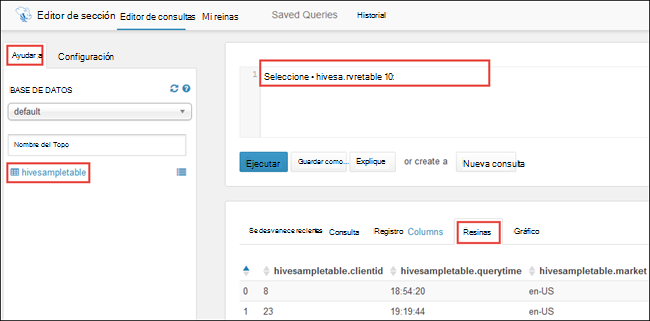 Editor de sección Editor de consultas Mi reinas Saved Queries Historial
Ayudar a Configuración
BASE DE DATOS
default
Nombre del Topo
hivesampletable
1 Seleccione • hivesa.rvretable 10:
Ejecutar Guardar como... Explique or create a Nueva consulta
Se desvanece recientes Consulta Registro Columns Resinas Gráfico
hivesampletable.clientid hivesampletable.querytime hivesampletable.market
0 8 18:54:20 en-US
1 23 19:19:44 en-US